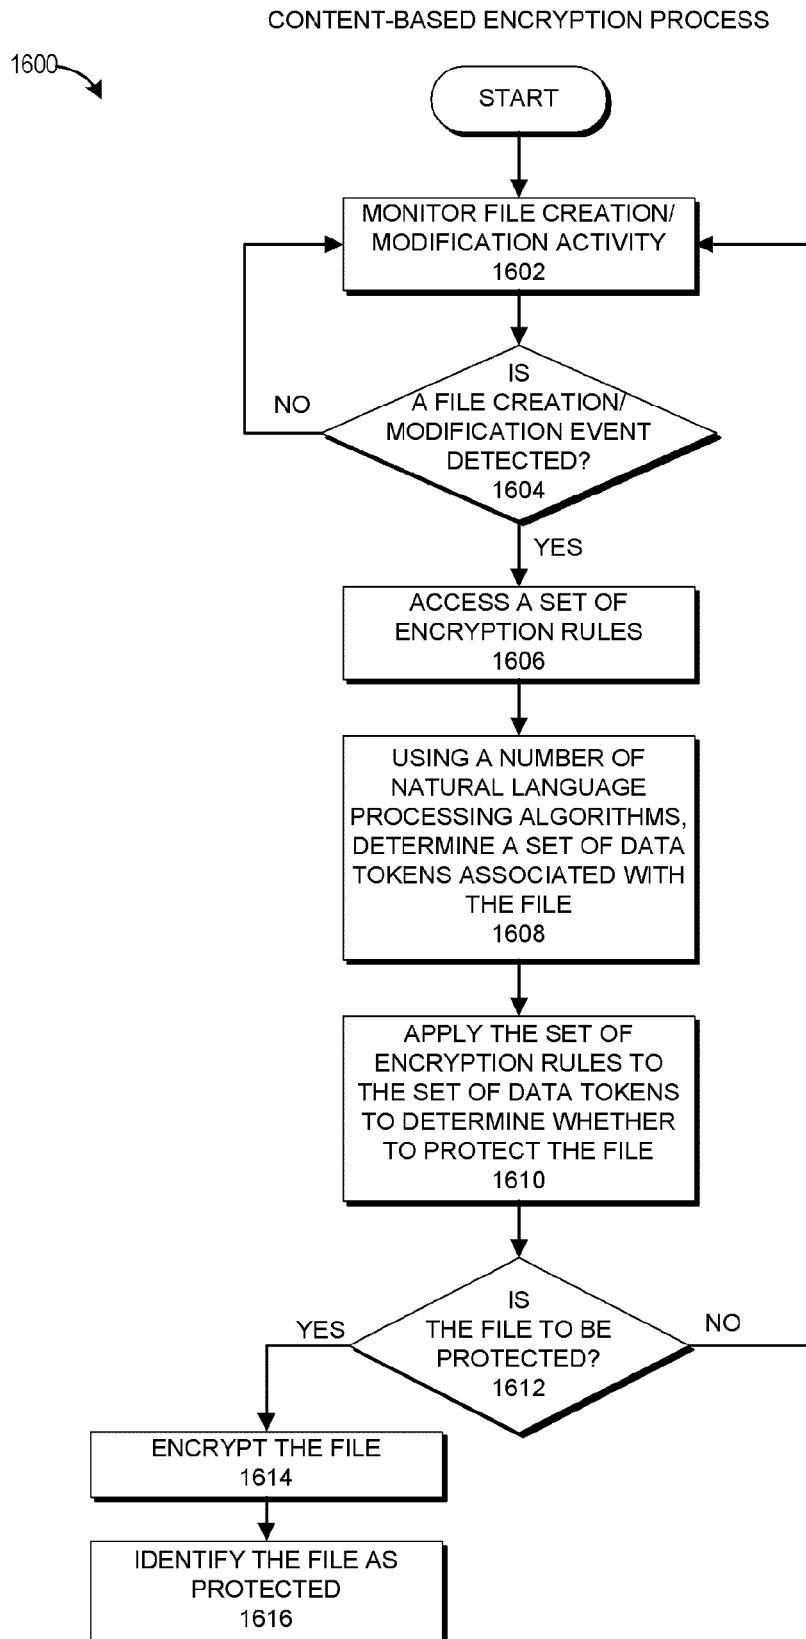 CONTENT-BASED ENCRYPTION PROCESS
1600
START
MONITOR FILE CREATION/
MODIFICATION ACTIVITY
1602
IS
A FILE CREATION/
MODIFICATION EVENT
DETECTED?
1604
NO
YES
ACCESS A SET OF
ENCRYPTION RULES
1606
USING A NUMBER OF
NATURAL LANGUAGE
PROCESSING ALGORITHMS,
DETERMINE A SET OF DATA
TOKENS ASSOCIATED WITH
THE FILE
1608
APPLY THE SET OF
ENCRYPTION RULES TO
THE SET OF DATA TOKENS
TO DETERMINE WHETHER
TO PROTECT THE FILE
1610
IS
THE FILE TO BE
PROTECTED?
1612
YES
NO
ENCRYPT THE FILE
1614
IDENTIFY THE FILE AS
PROTECTED
1616